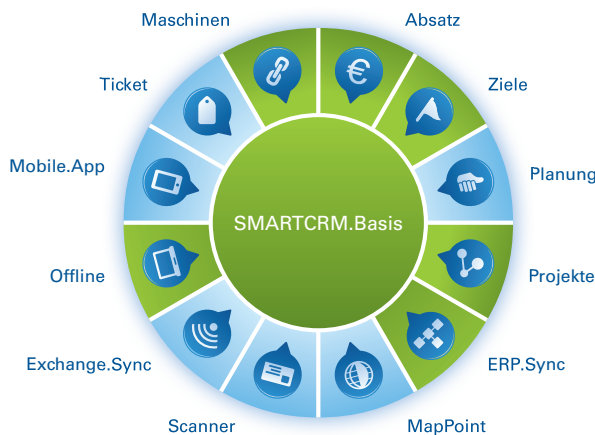 Maschinen
Absatz
Ticket
Ziele
Mobile.App
Planung
SMARTCRM.Basis
Offline
Projekte
Exchange.Sync
ERP.Sync
Scanner
MapPoint